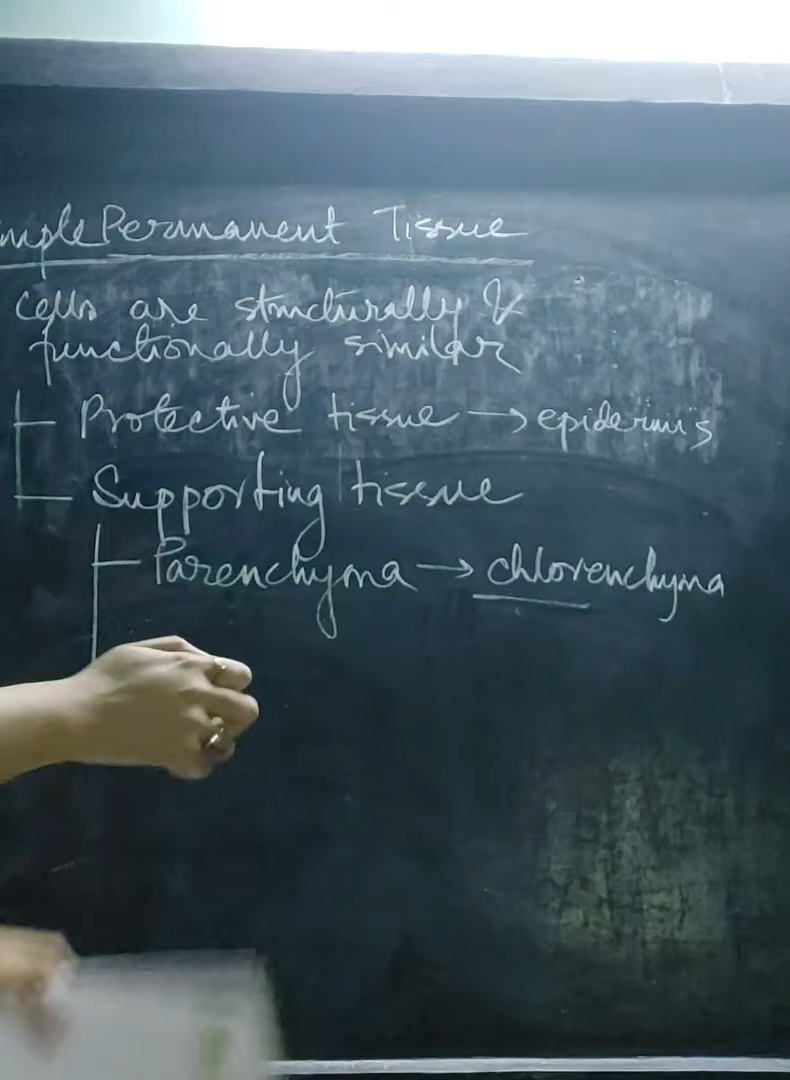 mple Permanent Tissue
cells are structurally &
functionally similar
Protective tissue → epidermis
Supporting tissue
Parenchyma → chlorenchyma